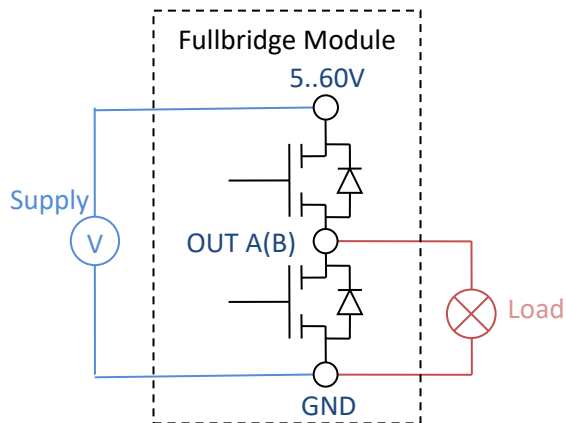 Fullbridge Module
5..60V
Supply
V
OUT A(B)
Load
GND